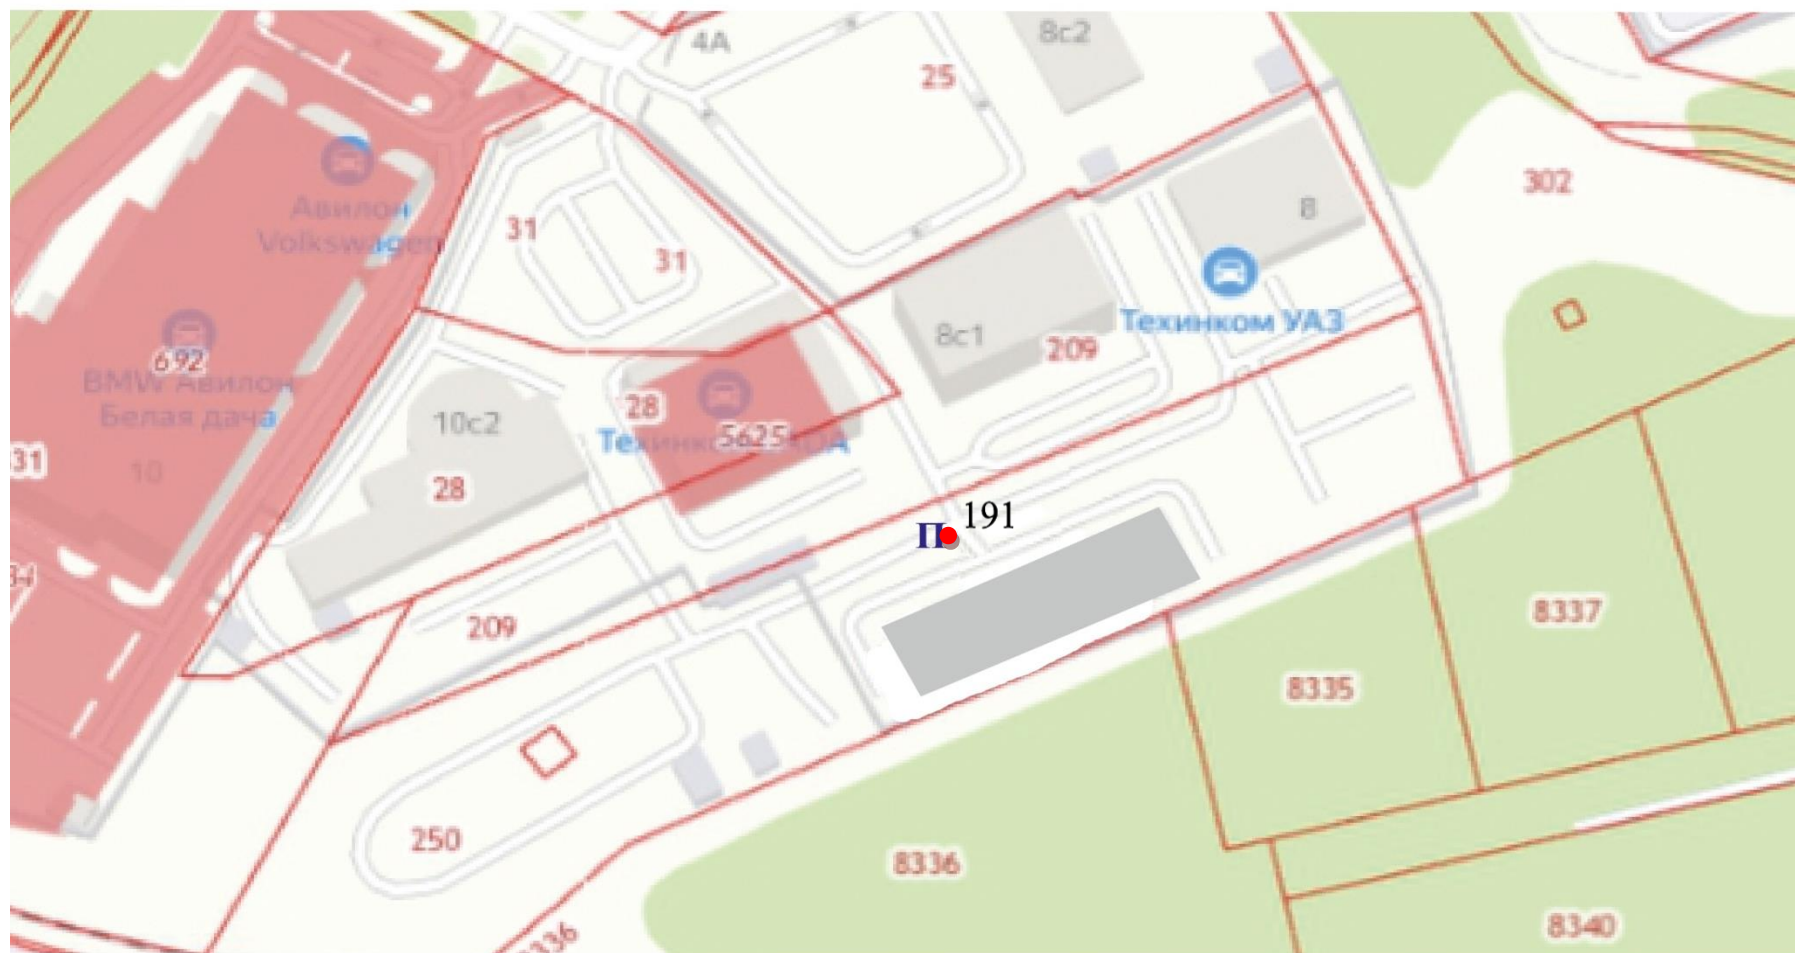 4А
8с2
25
302
Авилон
Volkswagen
31
31
8
Техинком УАЗ
8с1
209
692
BMW Авилон
Белая дача
10
31
10с2
28
28
5625
191
П
209
250
8335
8337
8336
8340